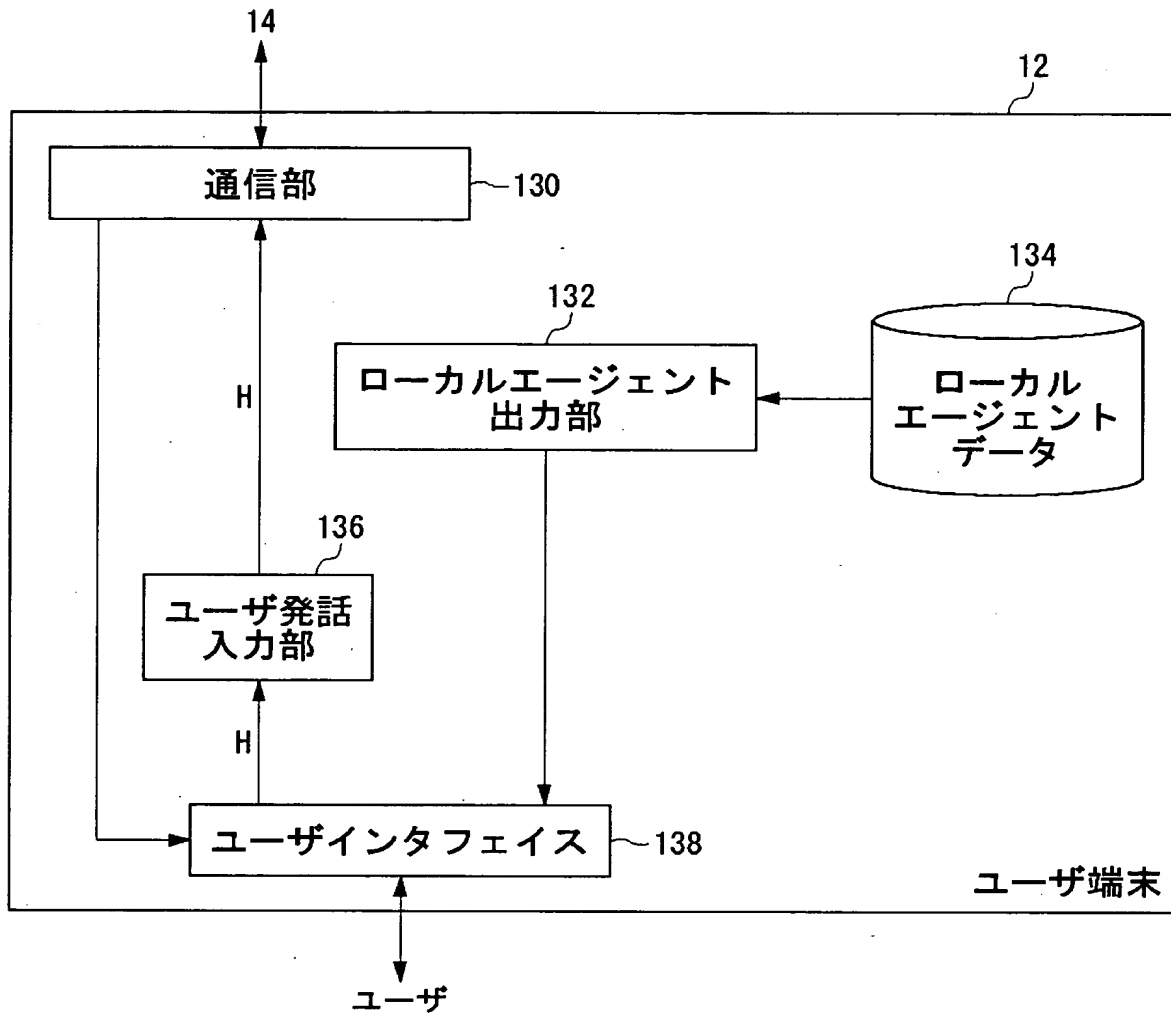 14
12
通信部
130
134
132
ローカルエージェント
出力部
ローカル
エージェント
データ
H
136
ユーザ発話
入力部
H
ユーザインタフェイス
138
ユーザ端末
ユーザ